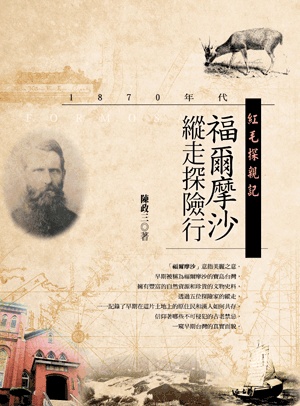 1870年代
紅毛探親記
福爾摩沙
縱走探險行
陳政三◎著
「福爾摩沙」意指美麗之意，
早期被稱為福爾摩沙的寶島台灣，
擁有豐富的自然資源和珍貴的文物史料，
透過五位探險家的縱走，
一記錄了早期在這片土地上的原住民和漢人如何共存、
信仰著哪些不可侵犯的古老禁忌，
一窺早期台灣的真實面貌